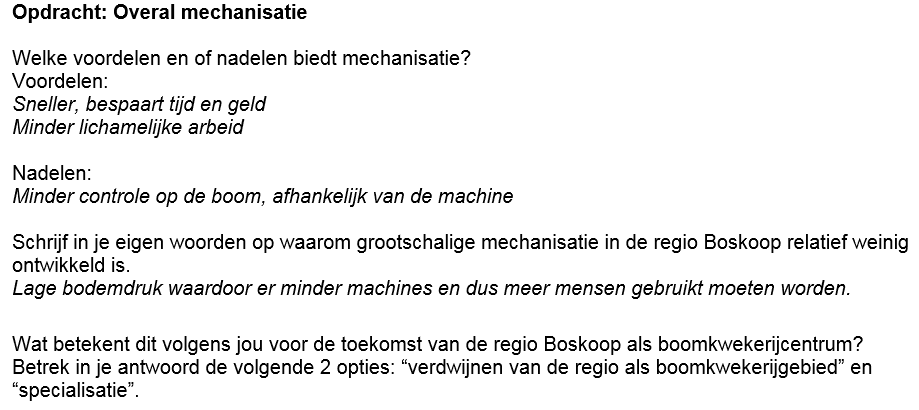 Opdracht: Overal mechanisatie
Welke voordelen en of nadelen biedt mechanisatie?
Voordelen:
Sneller, bespaart tijd en geld
Minder lichamelijke arbeid
Nadelen:
Minder controle op de boom, afhankelijk van de machine
Schrijf in je eigen woorden op waarom grootschalige mechanisatie in de regio Boskoop relatief weinig
ontwikkeld is.
Lage bodemdruk waardoor er minder machines en dus meer mensen gebruikt moeten worden.
Wat betekent dit volgens jou voor de toekomst van de regio Boskoop als boomkwekerijcentrum?
Betrek in je antwoord de volgende 2 opties: “verdwijnen van de regio als boomkwekerijgebied” en
“specialisatie”.